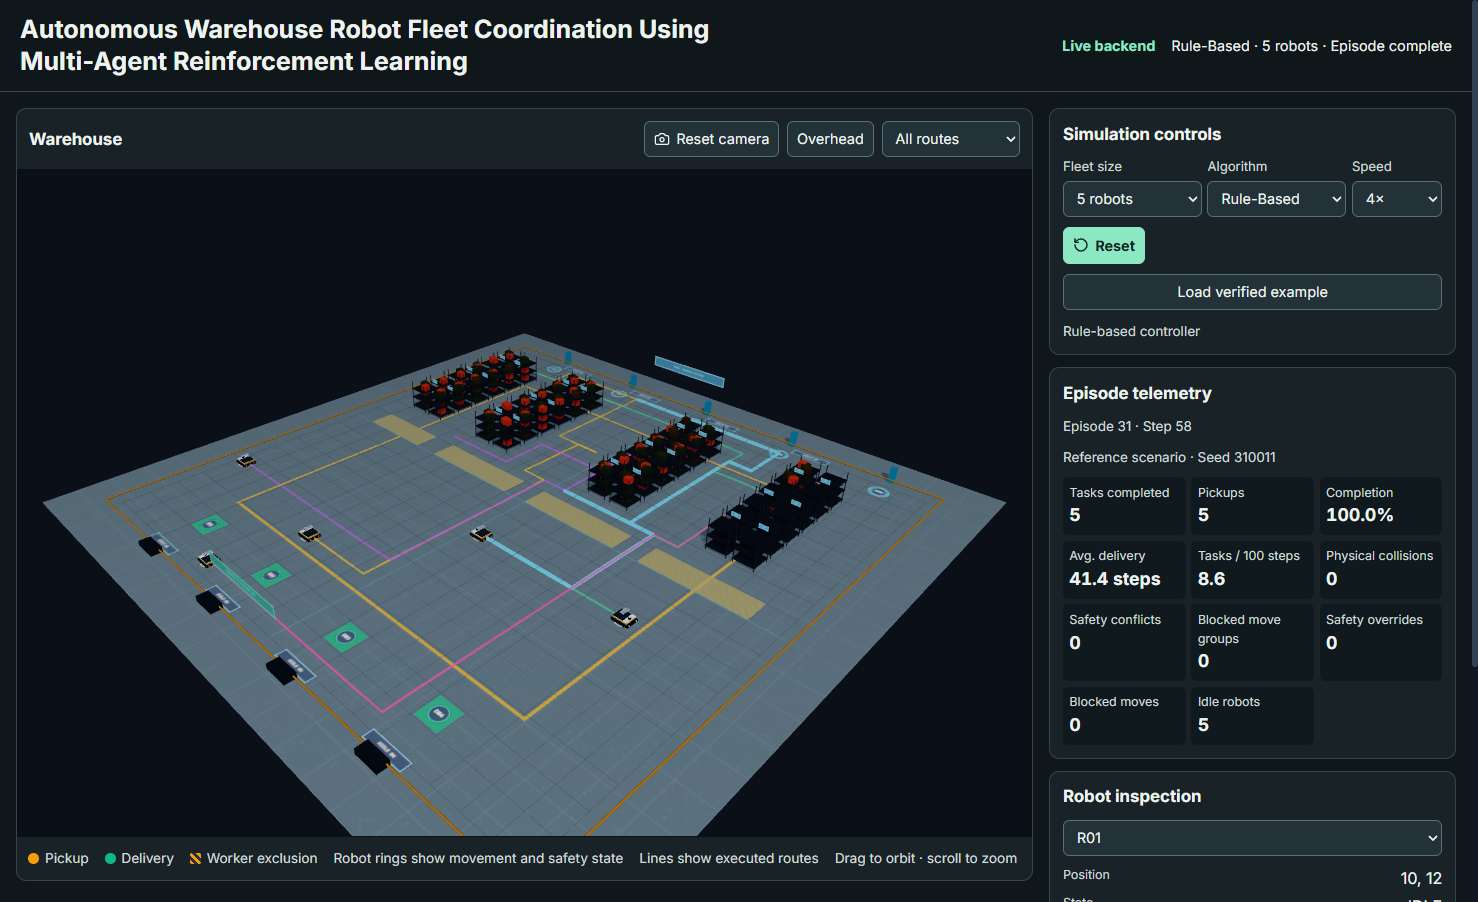 Autonomous Warehouse Robot Fleet Coordination Using
Multi-Agent Reinforcement Learning
Live backend Rule-Based · 5 robots · Episode complete
Warehouse
Reset camera
Overhead
All routes
Pickup
Delivery
Worker exclusion
Robot rings show movement and safety state
Lines show executed routes
Drag to orbit · scroll to zoom
Simulation controls
Fleet size
Algorithm
Speed
5 robots
Rule-Based
4×
Reset
Load verified example
Rule-based controller
Episode telemetry
Episode 31 · Step 58
Reference scenario · Seed 310011
Tasks completed
5
Pickups
5
Completion
100.0%
Avg. delivery
41.4 steps
Tasks / 100 steps
8.6
Physical collisions
0
Safety conflicts
0
Blocked move
groups
0
Safety overrides
0
Blocked moves
0
Idle robots
5
Robot inspection
R01
Position
10, 12